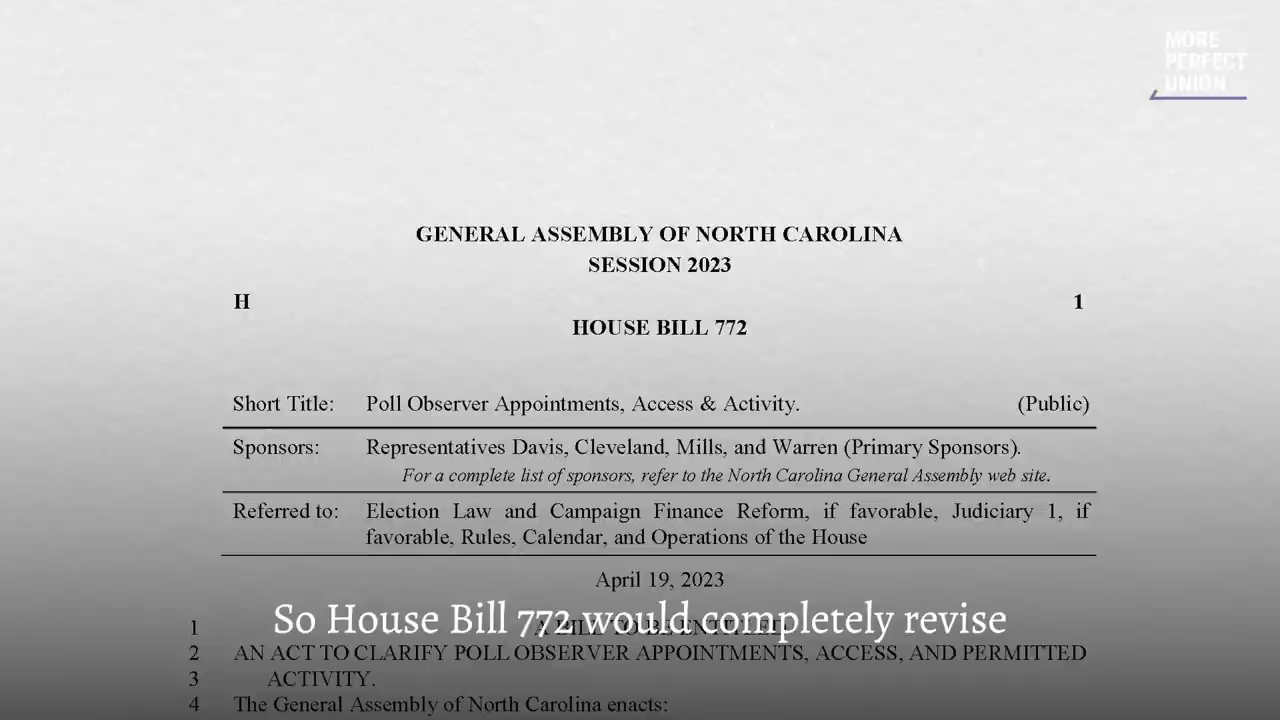 MORE
PERFECT
UNION
GENERAL ASSEMBLY OF NORTH CAROLINA
SESSION 2023
H 1
HOUSE BILL 772
Short Title: Poll Observer Appointments, Access & Activity. (Public)
Sponsors: Representatives Davis, Cleveland, Mills, and Warren (Primary Sponsors).
For a complete list of sponsors, refer to the North Carolina General Assembly web site.
Referred to: Election Law and Campaign Finance Reform, if favorable, Judiciary 1, if
favorable, Rules, Calendar, and Operations of the House
April 19, 2023
So House Bill 772 would completely revise
1 A BILL TO BE ENTITLED
2 AN ACT TO CLARIFY POLL OBSERVER APPOINTMENTS, ACCESS, AND PERMITTED
3 ACTIVITY.
4 The General Assembly of North Carolina enacts: